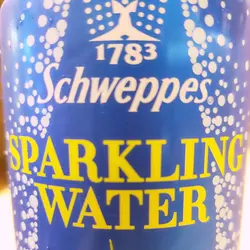 1783
Schweppes
SPARKLING
WATER